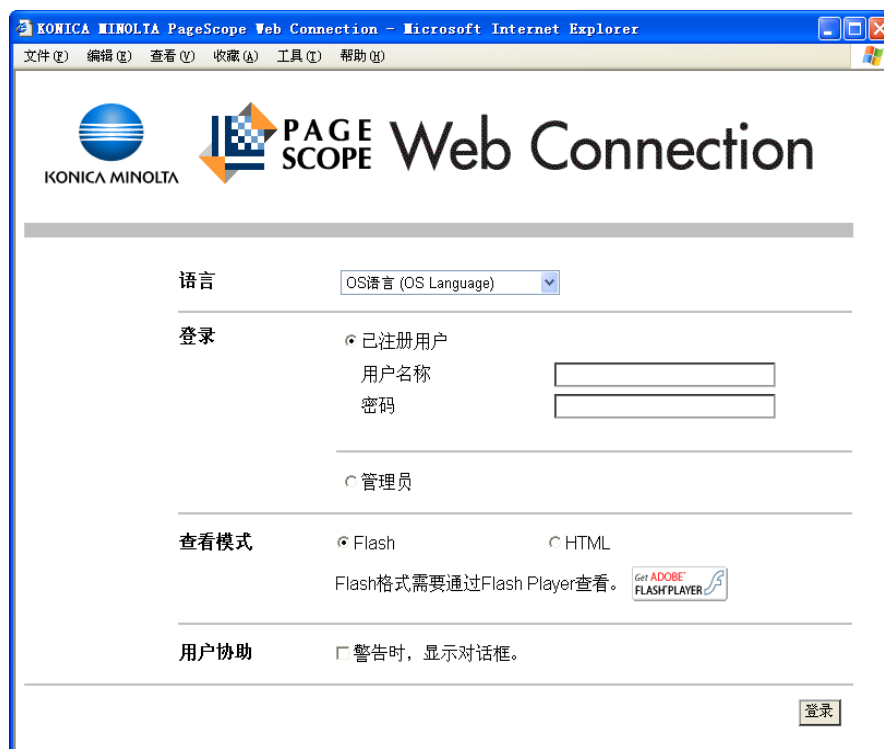 KONICA MINOLTA PageScope Web Connection - Microsoft Internet Explorer
文件(F) 编辑(E) 查看(V) 收藏(A) 工具(T) 帮助(H)
KONICA MINOLTA
PAGE SCOPE Web Connection
语言 OS语言 (OS Language)
登录 已注册用户
用户名称
密码
管理员
查看模式 Flash HTML
Flash格式需要通过Flash Player查看。 Get ADOBE FLASH PLAYER
用户协助 警告时，显示对话框。
登录